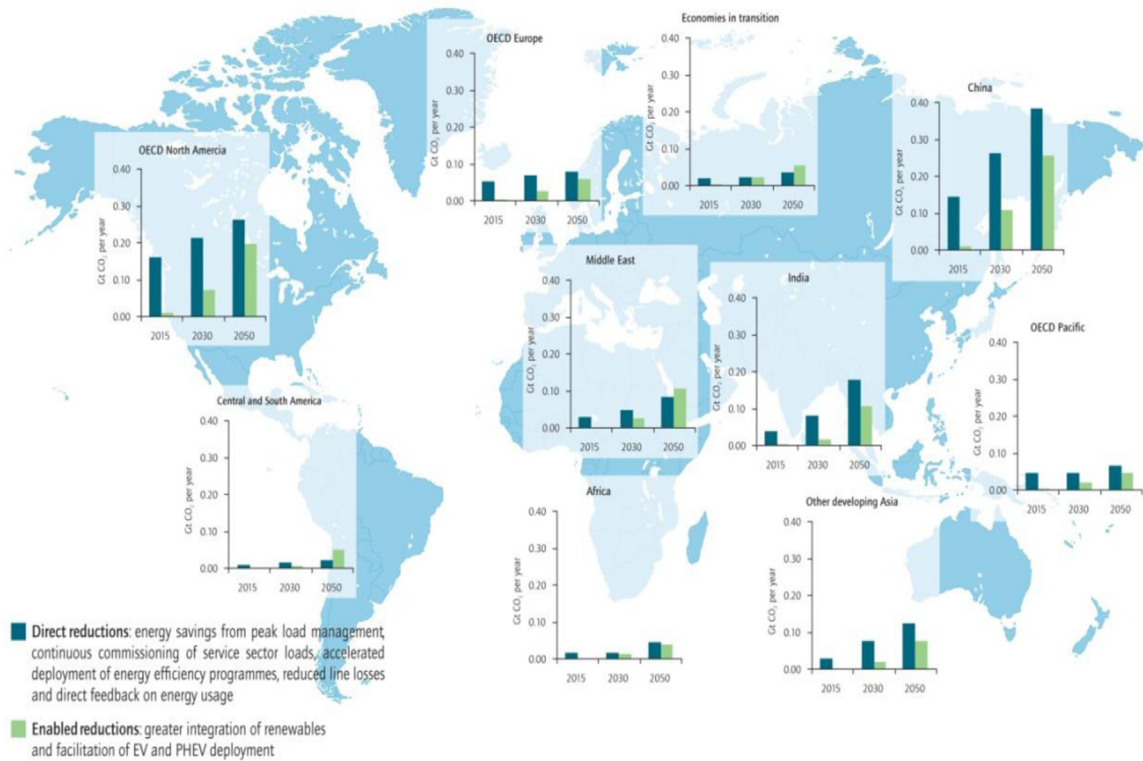 OECD North Amercia
0.40
0.30
0.20
0.10
0.00
Gt CO₂ per year
2015 2030 2050
OECD Europe
0.40
0.30
0.20
0.10
0.00
Gt CO₂ per year
2015 2030 2050
Economies in transition
0.40
0.30
0.20
0.10
0.00
Gt CO₂ per year
2015 2030 2050
China
0.40
0.30
0.20
0.10
0.00
Gt CO₂ per year
2015 2030 2050
Middle East
0.40
0.30
0.20
0.10
0.00
Gt CO₂ per year
2015 2030 2050
India
0.40
0.30
0.20
0.10
0.00
Gt CO₂ per year
2015 2030 2050
OECD Pacific
0.40
0.30
0.20
0.10
0.00
Gt CO₂ per year
2015 2030 2050
Central and South America
0.40
0.30
0.20
0.10
0.00
Gt CO₂ per year
2015 2030 2050
Africa
0.40
0.30
0.20
0.10
0.00
Gt CO₂ per year
2015 2030 2050
Other developing Asia
0.40
0.30
0.20
0.10
0.00
Gt CO₂ per year
2015 2030 2050
Direct reductions: energy savings from peak load management,
continuous commissioning of service sector loads, accelerated
deployment of energy efficiency programmes, reduced line losses
and direct feedback on energy usage
Enabled reductions: greater integration of renewables
and facilitation of EV and PHEV deployment